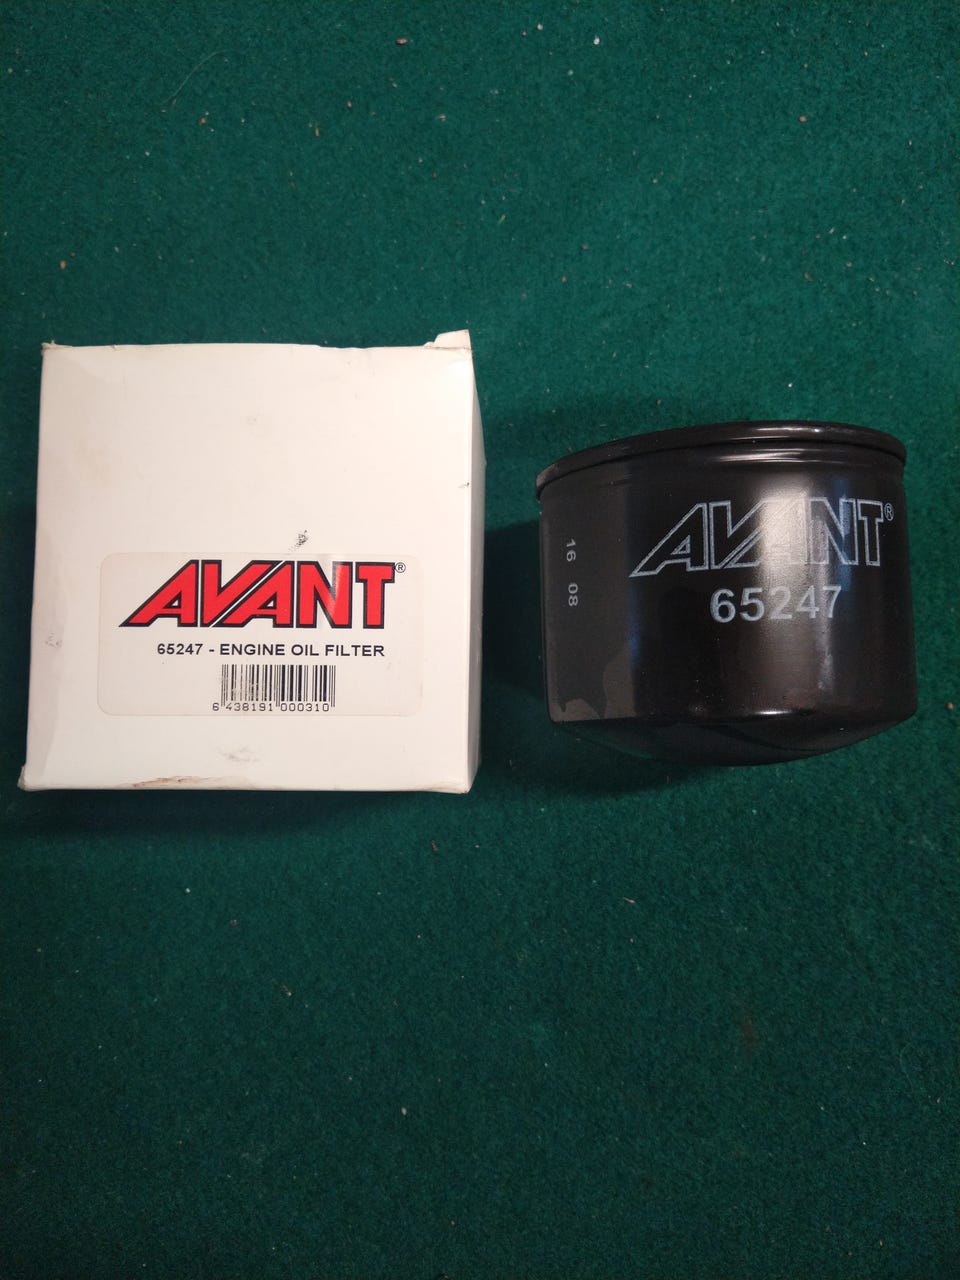 AVANT®
65247 - ENGINE OIL FILTER
6 438191 000310
AVANT®
65247
16 08